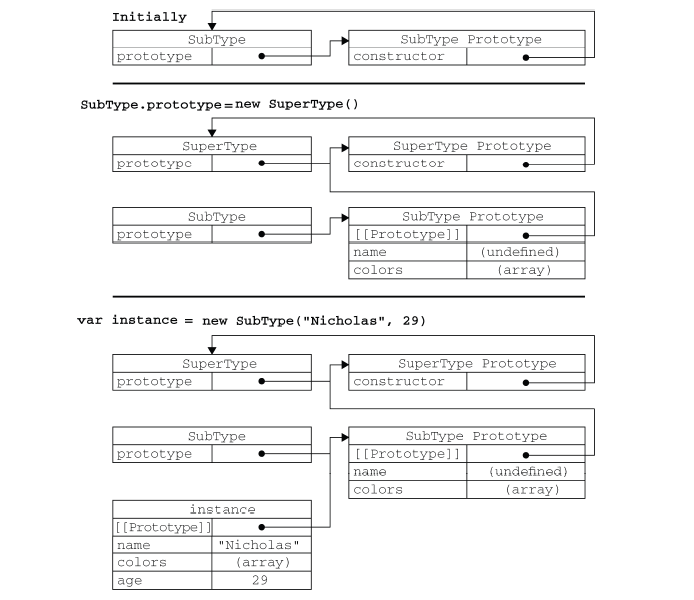 Initially
SubType
prototype
SubType Prototype
constructor
SubType.prototype=new SuperType()
SuperType
prototype
SuperType Prototype
constructor
SubType
prototype
SubType Prototype
[[Prototype]]
name (undefined)
colors (array)
var instance = new SubType("Nicholas", 29)
SuperType
prototype
SuperType Prototype
constructor
SubType
prototype
SubType Prototype
[[Prototype]]
name (undefined)
colors (array)
instance
[[Prototype]]
name "Nicholas"
colors (array)
age 29